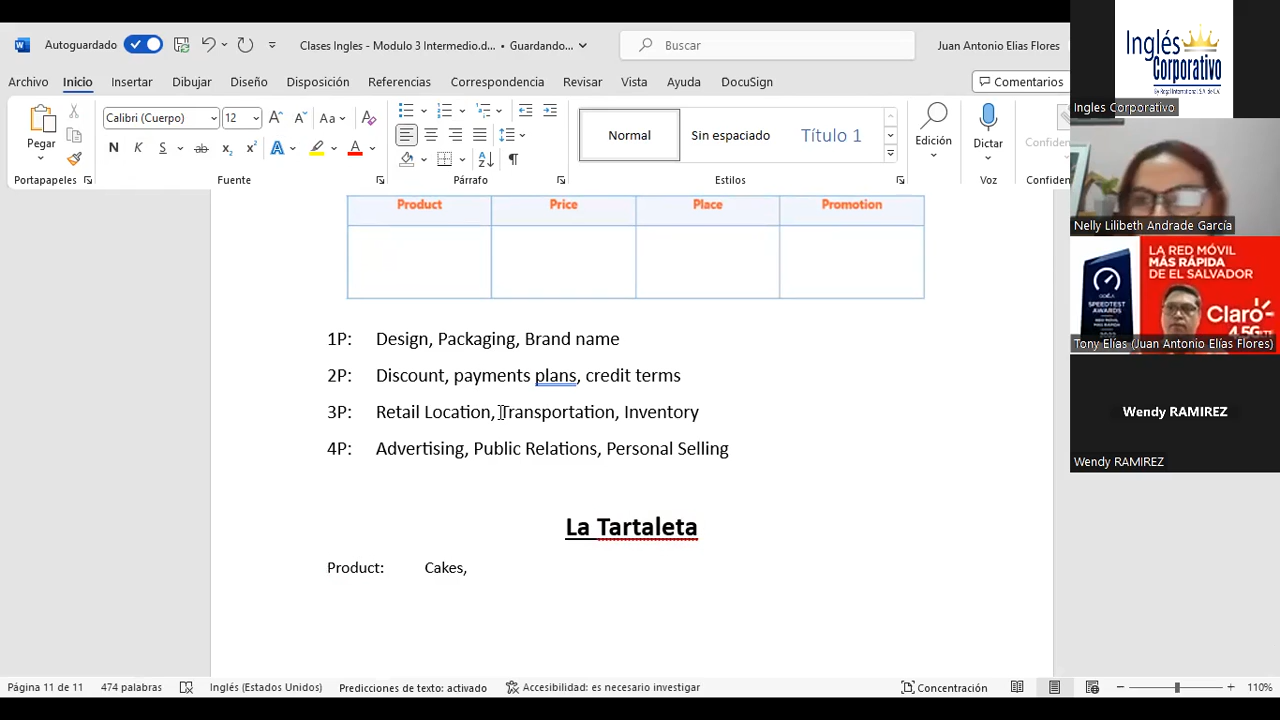 Autoguardado
Clases Ingles - Modulo 3 Intermedio.d... - Guardando...
Buscar
Juan Antonio Elias Flores
Archivo Inicio Insertar Dibujar Diseño Disposición Referencias Correspondencia Revisar Vista Ayuda DocuSign
Comentarios
Pegar
Calibri (Cuerpo) 12
Normal Sin espaciado Título 1
Edición
Dictar
Confiden
Portapapeles Fuente Párrafo Estilos Voz Confiden
Product Price Place Promotion
1P: Design, Packaging, Brand name
2P: Discount, payments plans, credit terms
3P: Retail Location, Transportation, Inventory
4P: Advertising, Public Relations, Personal Selling
La Tartaleta
Product: Cakes,
Página 11 de 11 474 palabras Inglés (Estados Unidos) Predicciones de texto: activado Accesibilidad: es necesario investigar Concentración 110%
Inglés
Corporativo
Ingles Corporativo
Nelly Lilibeth Andrade García
LA RED MÓVIL
MÁS RÁPIDA
DE EL SALVADOR
SPEEDTEST
AWARDS
Claro
4.5G
Tony Elías (Juan Antonio Elías Flores)
Wendy RAMIREZ
Wendy RAMIREZ